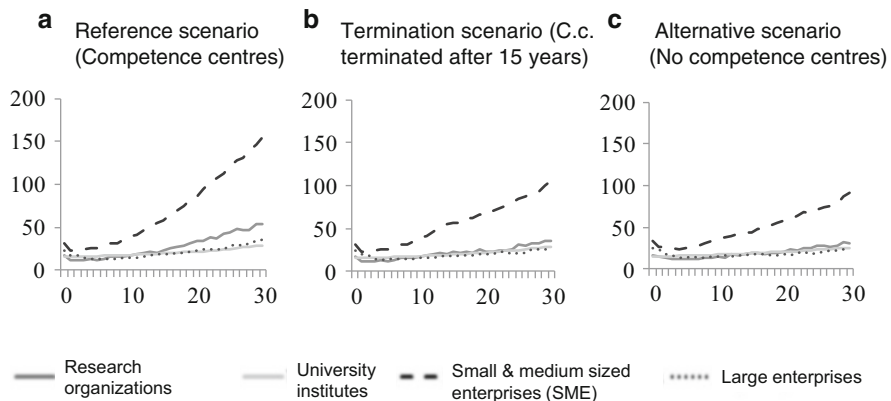 a Reference scenario
(Competence centres)
b Termination scenario (C.c.
terminated after 15 years)
c Alternative scenario
(No competence centres)
200
150
100
50
0
0 10 20 30
200
150
100
50
0
0 10 20 30
200
150
100
50
0
0 10 20 30
Research
organizations
University
institutes
Small & medium sized
enterprises (SME)
Large enterprises